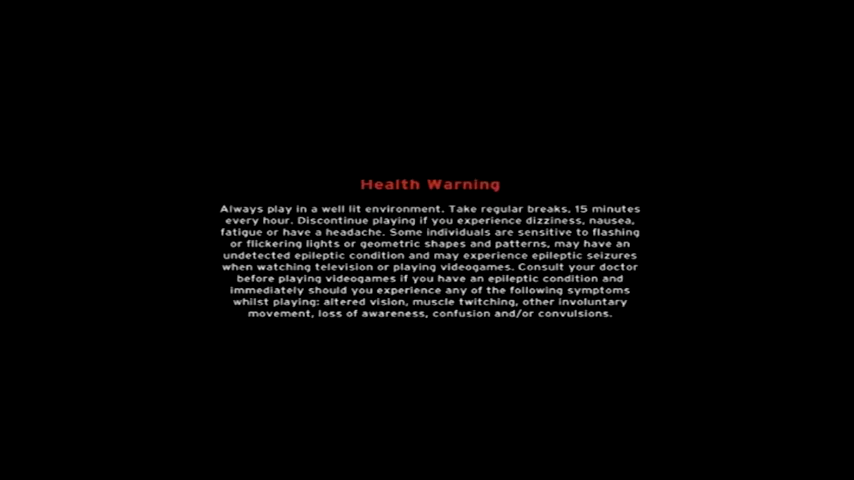 Health Warning
Always play in a well lit environment. Take regular breaks, 15 minutes
every hour. Discontinue playing if you experience dizziness, nausea,
fatigue or have a headache. Some individuals are sensitive to flashing
or flickering lights or geometric shapes and patterns, may have an
undetected epileptic condition and may experience epileptic seizures
when watching television or playing videogames. Consult your doctor
before playing videogames if you have an epileptic condition and
immediately should you experience any of the following symptoms
whilst playing: altered vision, muscle twitching, other involuntary
movement, loss of awareness, confusion and/or convulsions.